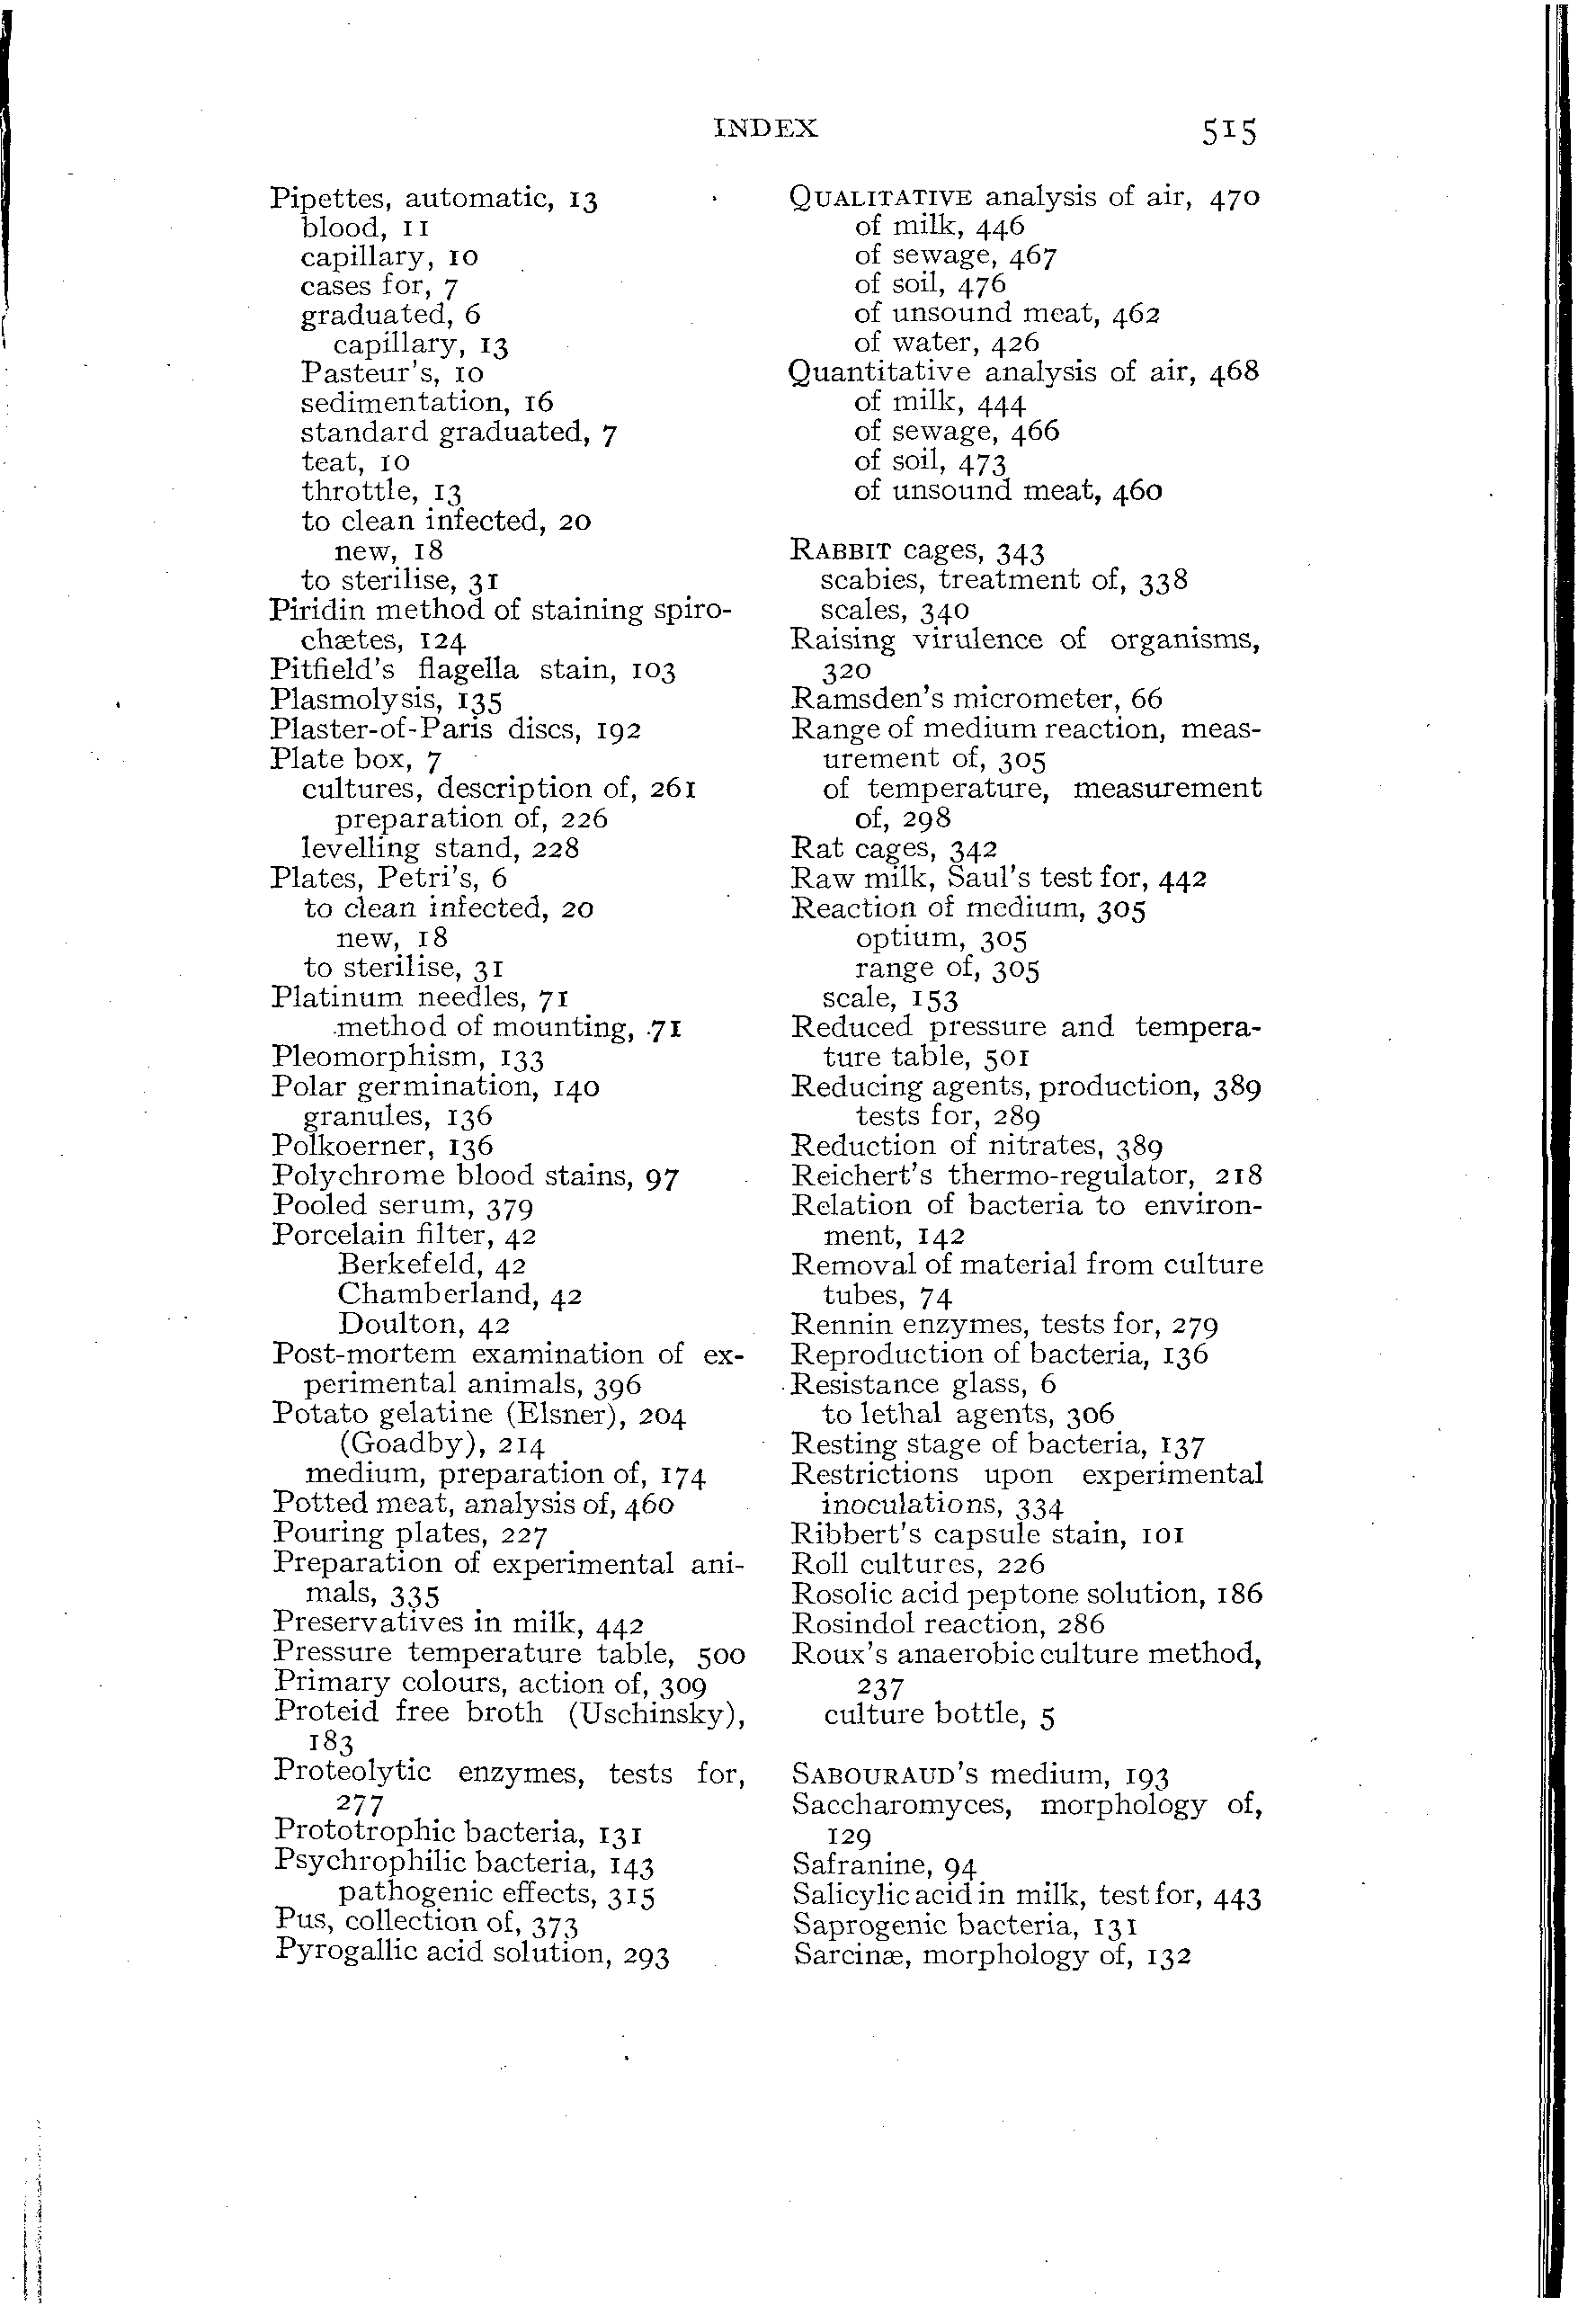 INDEX 515
Pipettes, automatic, 13
blood, 11
capillary, 10
cases for, 7
graduated, 6
capillary, 13
Pasteur's, 10
sedimentation, 16
standard graduated, 7
teat, 10
throttle, 13
to clean infected, 20
new, 18
to sterilise, 31
Piridin method of staining spiro-
chætes, 124
Pitfield's flagella stain, 103
Plasmolysis, 135
Plaster-of-Paris discs, 192
Plate box, 7
cultures, description of, 261
preparation of, 226
levelling stand, 228
Plates, Petri's, 6
to clean infected, 20
new, 18
to sterilise, 31
Platinum needles, 71
method of mounting, 71
Pleomorphism, 133
Polar germination, 140
granules, 136
Polkoerner, 136
Polychrome blood stains, 97
Pooled serum, 379
Porcelain filter, 42
Berkefeld, 42
Chamberland, 42
Doulton, 42
Post-mortem examination of ex-
perimental animals, 396
Potato gelatine (Elsner), 204
(Goadby), 214
medium, preparation of, 174
Potted meat, analysis of, 460
Pouring plates, 227
Preparation of experimental ani-
mals, 335
Preservatives in milk, 442
Pressure temperature table, 500
Primary colours, action of, 309
Proteid free broth (Uschinsky),
183
Proteolytic enzymes, tests for,
277
Prototrophic bacteria, 131
Psychrophilic bacteria, 143
pathogenic effects, 315
Pus, collection of, 373
Pyrogallic acid solution, 293
QUALITATIVE analysis of air, 470
of milk, 446
of sewage, 467
of soil, 476
of unsound meat, 462
of water, 426
Quantitative analysis of air, 468
of milk, 444
of sewage, 466
of soil, 473
of unsound meat, 460
RABBIT cages, 343
scabies, treatment of, 338
scales, 340
Raising virulence of organisms,
320
Ramsden's micrometer, 66
Range of medium reaction, meas-
urement of, 305
of temperature, measurement
of, 298
Rat cages, 342
Raw milk, Saul's test for, 442
Reaction of medium, 305
optium, 305
range of, 305
scale, 153
Reduced pressure and tempera-
ture table, 501
Reducing agents, production, 389
tests for, 289
Reduction of nitrates, 389
Reichert's thermo-regulator, 218
Relation of bacteria to environ-
ment, 142
Removal of material from culture
tubes, 74
Rennin enzymes, tests for, 279
Reproduction of bacteria, 136
Resistance glass, 6
to lethal agents, 306
Resting stage of bacteria, 137
Restrictions upon experimental
inoculations, 334
Ribbert's capsule stain, 101
Roll cultures, 226
Rosolic acid peptone solution, 186
Rosindol reaction, 286
Roux's anaerobic culture method,
237
culture bottle, 5
SABOURAUD'S medium, 193
Saccharomyces, morphology of,
129
Safranine, 94
Salicylic acid in milk, test for, 443
Saprogenic bacteria, 131
Sarcinæ, morphology of, 132